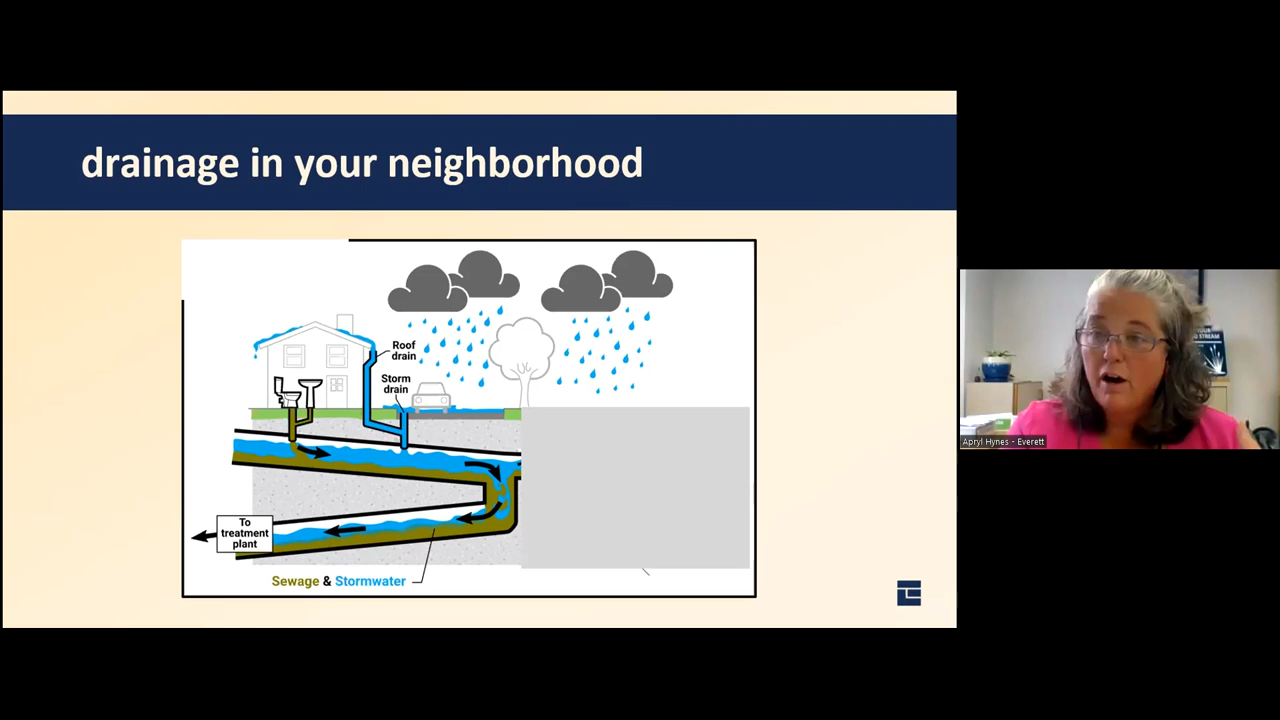 drainage in your neighborhood
Roof
drain
Storm
drain
To
treatment
plant
Sewage & Stormwater
Apryl Hynes - Everett